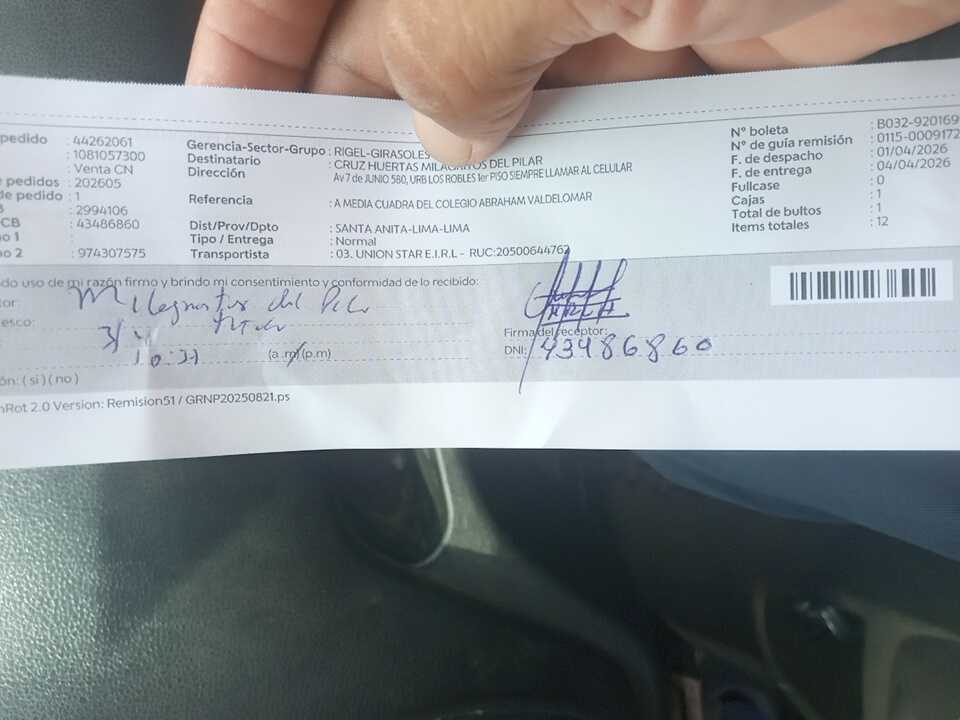 pedido : 44262061
: 1081057300
: Venta CN
e pedidos : 202605
de pedido : 1
: 2994106
CB : 43486860
no 1 :
no 2 : 974307575
Gerencia-Sector-Grupo : RIGEL-GIRASOLES
Destinatario : CRUZ HUERTAS MILAGRITOS DEL PILAR
Dirección : Av 7 de JUNIO 580, URB LOS ROBLES 1er PISO SIEMPRE LLAMAR AL CELULAR
Referencia : A MEDIA CUADRA DEL COLEGIO ABRAHAM VALDELOMAR
Dist/Prov/Dpto : SANTA ANITA-LIMA-LIMA
Tipo / Entrega : Normal
Transportista : 03. UNION STAR E.I.R.L - RUC:20500644762
N° boleta : B032-920169
N° de guía remisión : 0115-0009172
F. de despacho : 01/04/2026
F. de entrega : 04/04/2026
Fullcase : 0
Cajas : 1
Total de bultos : 1
Items totales : 12
do uso de mi razón firmo y brindo mi consentimiento y conformidad de lo recibido:
tor: Milagritos del Pilar
esco: Titular
(a.m)(p.m)
Firma del receptor:
DNI: 43486860
ón: (si) (no)
nRot 2.0 Version: Remision51 / GRNP20250821.ps